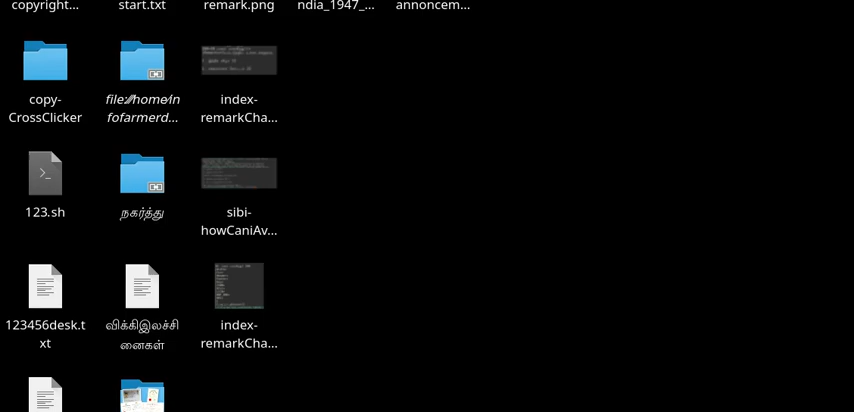 copyright...
start.txt
remark.png
ndia_1947_...
annoncem...
copy-
CrossClicker
file:///home/in
fofarmerd...
index-
remarkCha...
123.sh
நகர்த்து
sibi-
howCaniAv...
123456desk.t
xt
விக்கிஇலச்சி
னைகள்
index-
remarkCha...